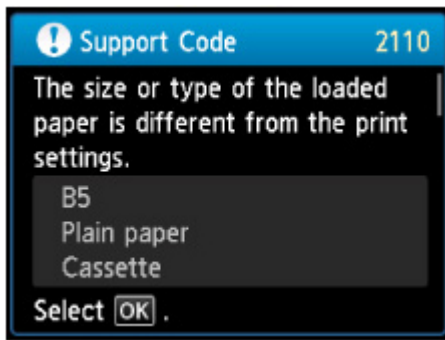 Support Code 2110
The size or type of the loaded
paper is different from the print
settings.
B5
Plain paper
Cassette
Select OK .